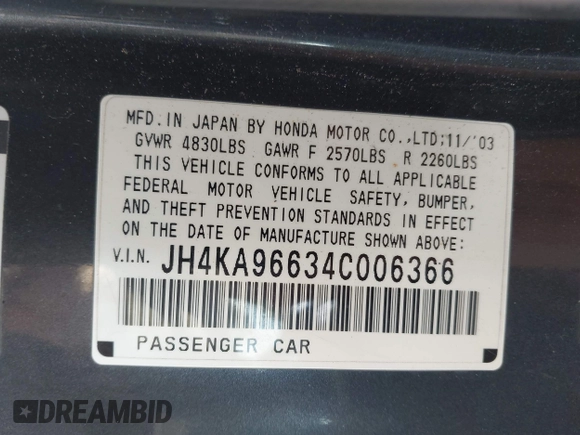 MFD. IN JAPAN BY HONDA MOTOR CO.,LTD;11/'03
GVWR 4830LBS GAWR F 2570LBS R 2260LBS
THIS VEHICLE CONFORMS TO ALL APPLICABLE
FEDERAL MOTOR VEHICLE SAFETY, BUMPER,
AND THEFT PREVENTION STANDARDS IN EFFECT
ON THE DATE OF MANUFACTURE SHOWN ABOVE:
V.I.N. JH4KA96634C006366
PASSENGER CAR
DREAMBID